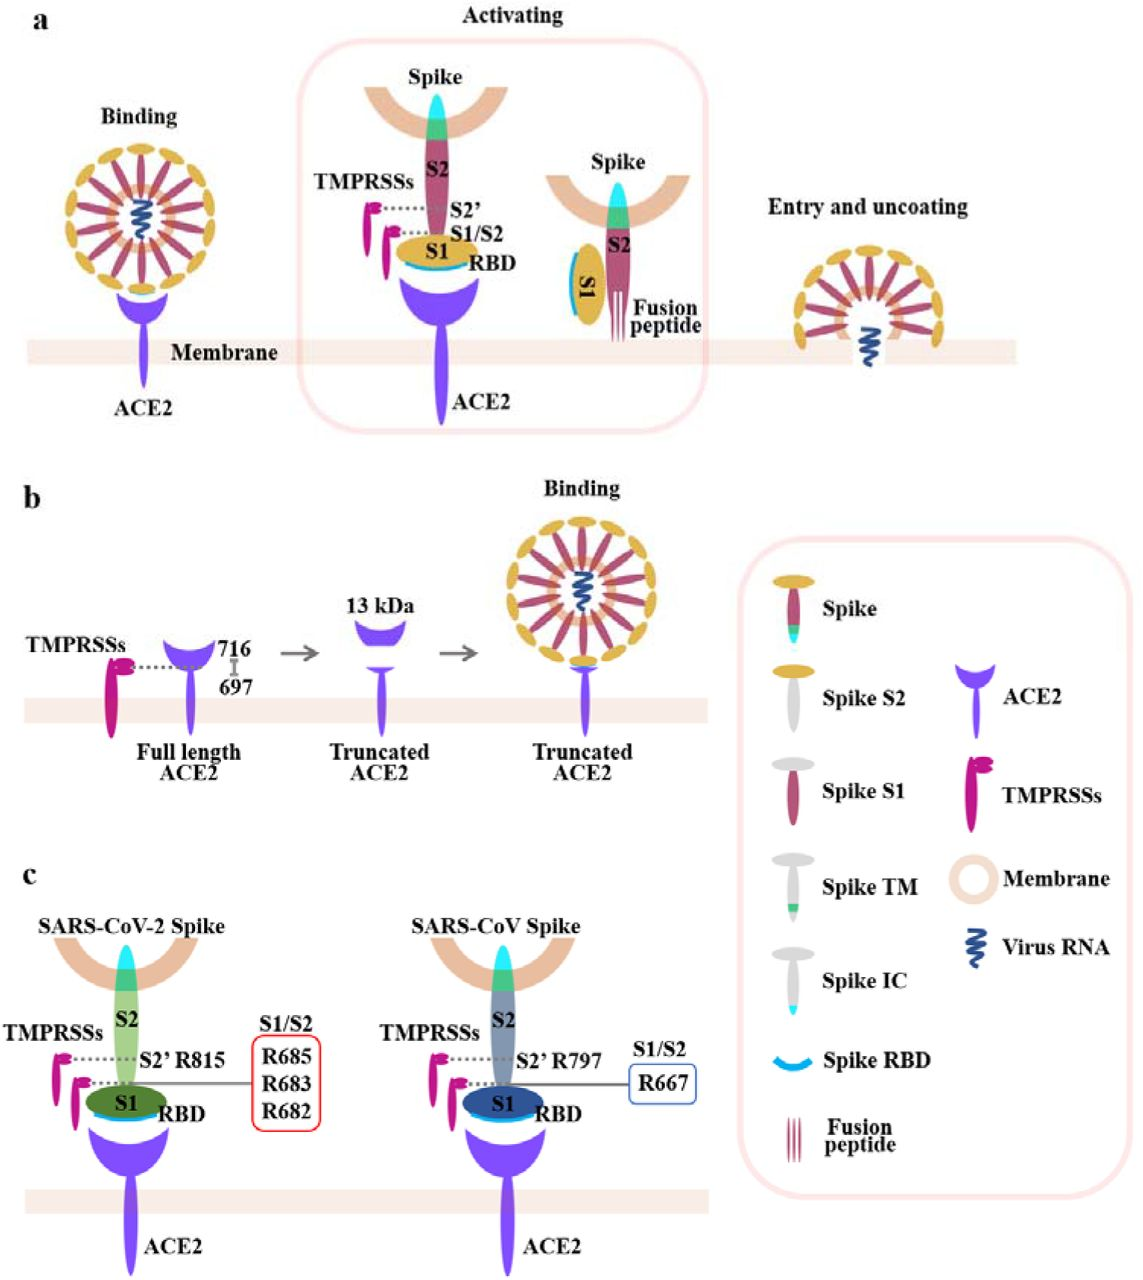 a
Activating
Binding
Spike
S2
TMPRSSs
S2’
S1/S2
S1
RBD
Spike
S2
S1
Fusion
peptide
Entry and uncoating
Membrane
ACE2
ACE2
b
Binding
13 kDa
TMPRSSs
716
697
Full length
ACE2
Truncated
ACE2
Truncated
ACE2
Spike
Spike S2
ACE2
Spike S1
TMPRSSs
Spike TM
Membrane
Spike IC
Virus RNA
Spike RBD
Fusion
peptide
c
SARS-CoV-2 Spike
S2
TMPRSSs
S2’ R815
S1/S2
R685
R683
R682
S1
RBD
ACE2
SARS-CoV Spike
S2
TMPRSSs
S2’ R797
S1/S2
R667
S1
RBD
ACE2